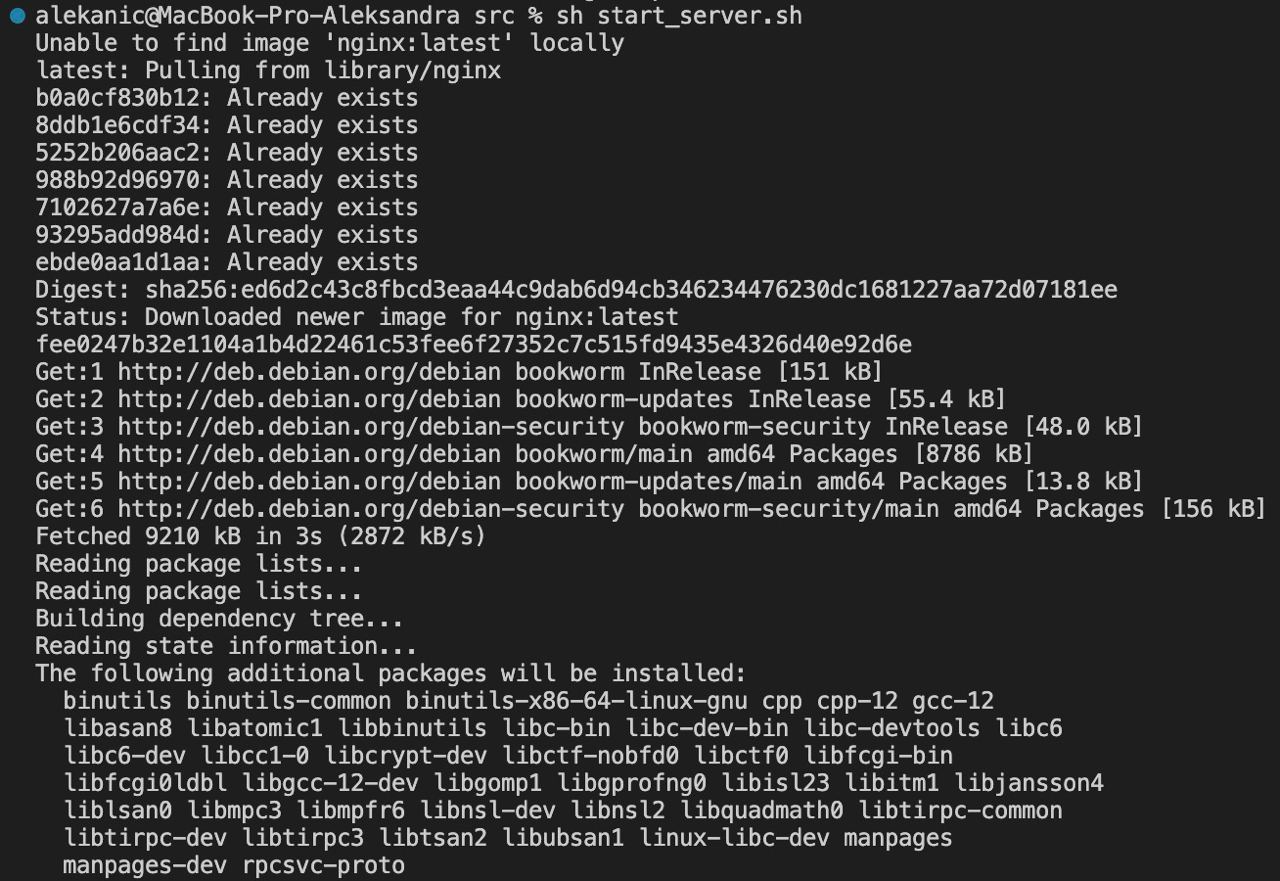 alekanic@MacBook-Pro-Aleksandra src % sh start_server.sh
Unable to find image 'nginx:latest' locally
latest: Pulling from library/nginx
b0a0cf830b12: Already exists
8ddb1e6cdf34: Already exists
5252b206aac2: Already exists
988b92d96970: Already exists
7102627a7a6e: Already exists
93295add984d: Already exists
ebde0aa1d1aa: Already exists
Digest: sha256:ed6d2c43c8fbcd3eaa44c9dab6d94cb346234476230dc1681227aa72d07181ee
Status: Downloaded newer image for nginx:latest
fee0247b32e1104a1b4d22461c53fee6f27352c7c515fd9435e4326d40e92d6e
Get:1 http://deb.debian.org/debian bookworm InRelease [151 kB]
Get:2 http://deb.debian.org/debian bookworm-updates InRelease [55.4 kB]
Get:3 http://deb.debian.org/debian-security bookworm-security InRelease [48.0 kB]
Get:4 http://deb.debian.org/debian bookworm/main amd64 Packages [8786 kB]
Get:5 http://deb.debian.org/debian bookworm-updates/main amd64 Packages [13.8 kB]
Get:6 http://deb.debian.org/debian-security bookworm-security/main amd64 Packages [156 kB]
Fetched 9210 kB in 3s (2872 kB/s)
Reading package lists...
Reading package lists...
Building dependency tree...
Reading state information...
The following additional packages will be installed:
binutils binutils-common binutils-x86-64-linux-gnu cpp cpp-12 gcc-12
libasan8 libatomic1 libbinutils libc-bin libc-dev-bin libc-devtools libc6
libc6-dev libcc1-0 libcrypt-dev libctf-nobfd0 libctf0 libfcgi-bin
libfcgi0ldbl libgcc-12-dev libgomp1 libgprofng0 libisl23 libitm1 libjansson4
liblsan0 libmpc3 libmpfr6 libnsl-dev libnsl2 libquadmath0 libtirpc-common
libtirpc-dev libtirpc3 libtsan2 libubsan1 linux-libc-dev manpages
manpages-dev rpcsvc-proto